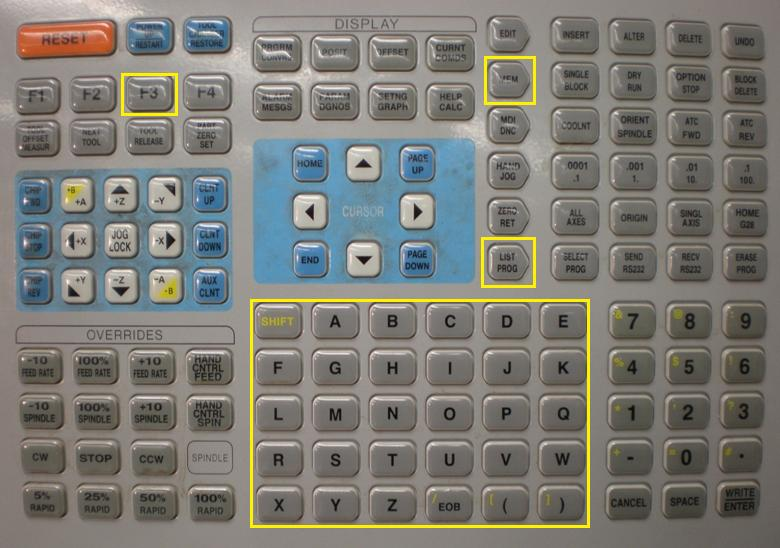 RESET
POWER UP RESTART
TOOL CHANGER RESTORE
DISPLAY
PRGRM CONVRS
POSIT
OFFSET
CURNT COMDS
ALARM MESGS
PARAM DGNOS
SETNG GRAPH
HELP CALC
F1
F2
F3
F4
TOOL OFFSET MEASUR
NEXT TOOL
TOOL RELEASE
PART ZERO SET
CHIP FWD
+B +A
+Z
-Y
CLNT UP
CHIP STOP
+X
JOG LOCK
-X
CLNT DOWN
CHIP REV
+Y
-Z
-A -B
AUX CLNT
HOME
PAGE UP
CURSOR
END
PAGE DOWN
EDIT
INSERT
ALTER
DELETE
UNDO
MEM
SINGLE BLOCK
DRY RUN
OPTION STOP
BLOCK DELETE
MDI DNC
COOLNT
ORIENT SPINDLE
ATC FWD
ATC REV
HAND JOG
.0001 .1
.001 1.
.01 10.
.1 100.
ZERO RET
ALL AXES
ORIGIN
SINGL AXIS
HOME G28
LIST PROG
SELECT PROG
SEND RS232
RECV RS232
ERASE PROG
OVERRIDES
-10 FEED RATE
100% FEED RATE
+10 FEED RATE
HAND CNTRL FEED
-10 SPINDLE
100% SPINDLE
+10 SPINDLE
HAND CNTRL SPIN
CW
STOP
CCW
SPINDLE
5% RAPID
25% RAPID
50% RAPID
100% RAPID
SHIFT A B C D E
F G H I J K
L M N O P Q
R S T U V W
X Y Z / EOB [ ( ] )
& 7 @ 8 : 9
% 4 $ 5 ! 6
* 1 ' 2 ? 3
+ - = 0 # .
CANCEL
SPACE
WRITE/ENTER